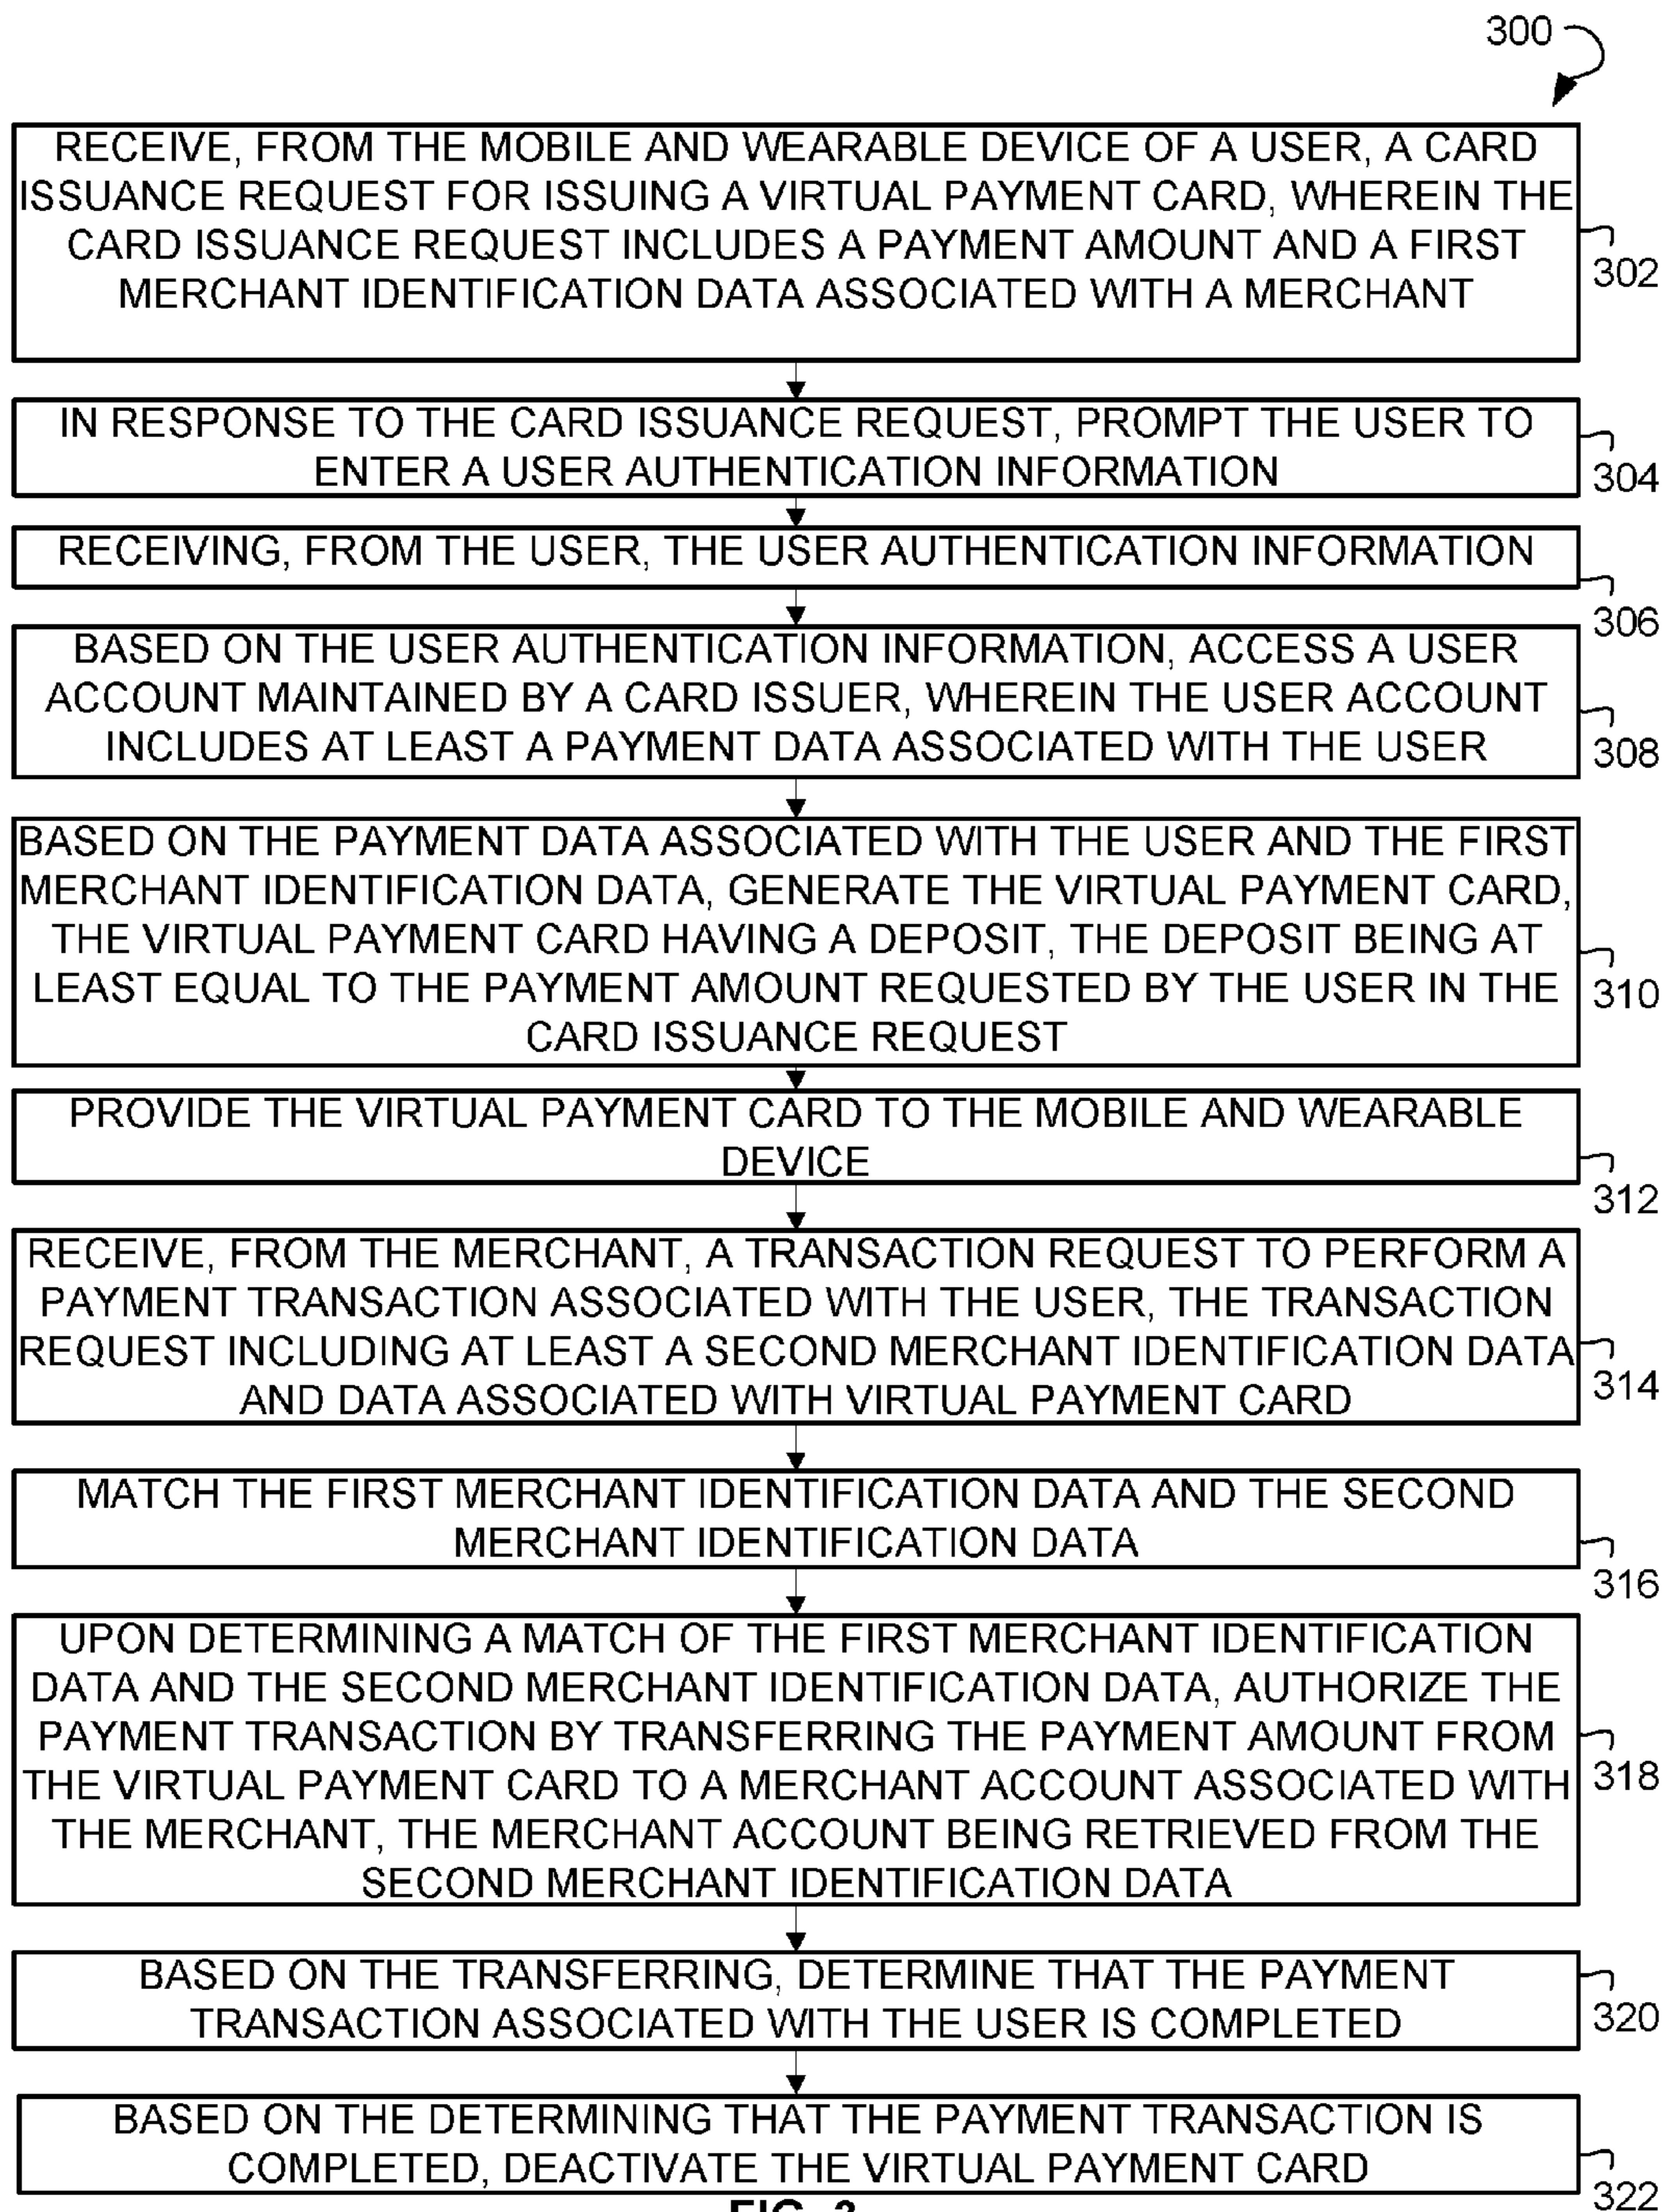 300
RECEIVE, FROM THE MOBILE AND WEARABLE DEVICE OF A USER, A CARD
ISSUANCE REQUEST FOR ISSUING A VIRTUAL PAYMENT CARD, WHEREIN THE
CARD ISSUANCE REQUEST INCLUDES A PAYMENT AMOUNT AND A FIRST
MERCHANT IDENTIFICATION DATA ASSOCIATED WITH A MERCHANT
302
IN RESPONSE TO THE CARD ISSUANCE REQUEST, PROMPT THE USER TO
ENTER A USER AUTHENTICATION INFORMATION
304
RECEIVING, FROM THE USER, THE USER AUTHENTICATION INFORMATION
306
BASED ON THE USER AUTHENTICATION INFORMATION, ACCESS A USER
ACCOUNT MAINTAINED BY A CARD ISSUER, WHEREIN THE USER ACCOUNT
INCLUDES AT LEAST A PAYMENT DATA ASSOCIATED WITH THE USER
308
BASED ON THE PAYMENT DATA ASSOCIATED WITH THE USER AND THE FIRST
MERCHANT IDENTIFICATION DATA, GENERATE THE VIRTUAL PAYMENT CARD,
THE VIRTUAL PAYMENT CARD HAVING A DEPOSIT, THE DEPOSIT BEING AT
LEAST EQUAL TO THE PAYMENT AMOUNT REQUESTED BY THE USER IN THE
CARD ISSUANCE REQUEST
310
PROVIDE THE VIRTUAL PAYMENT CARD TO THE MOBILE AND WEARABLE
DEVICE
312
RECEIVE, FROM THE MERCHANT, A TRANSACTION REQUEST TO PERFORM A
PAYMENT TRANSACTION ASSOCIATED WITH THE USER, THE TRANSACTION
REQUEST INCLUDING AT LEAST A SECOND MERCHANT IDENTIFICATION DATA
AND DATA ASSOCIATED WITH VIRTUAL PAYMENT CARD
314
MATCH THE FIRST MERCHANT IDENTIFICATION DATA AND THE SECOND
MERCHANT IDENTIFICATION DATA
316
UPON DETERMINING A MATCH OF THE FIRST MERCHANT IDENTIFICATION
DATA AND THE SECOND MERCHANT IDENTIFICATION DATA, AUTHORIZE THE
PAYMENT TRANSACTION BY TRANSFERRING THE PAYMENT AMOUNT FROM
THE VIRTUAL PAYMENT CARD TO A MERCHANT ACCOUNT ASSOCIATED WITH
THE MERCHANT, THE MERCHANT ACCOUNT BEING RETRIEVED FROM THE
SECOND MERCHANT IDENTIFICATION DATA
318
BASED ON THE TRANSFERRING, DETERMINE THAT THE PAYMENT
TRANSACTION ASSOCIATED WITH THE USER IS COMPLETED
320
BASED ON THE DETERMINING THAT THE PAYMENT TRANSACTION IS
COMPLETED, DEACTIVATE THE VIRTUAL PAYMENT CARD
322
FIG. 3